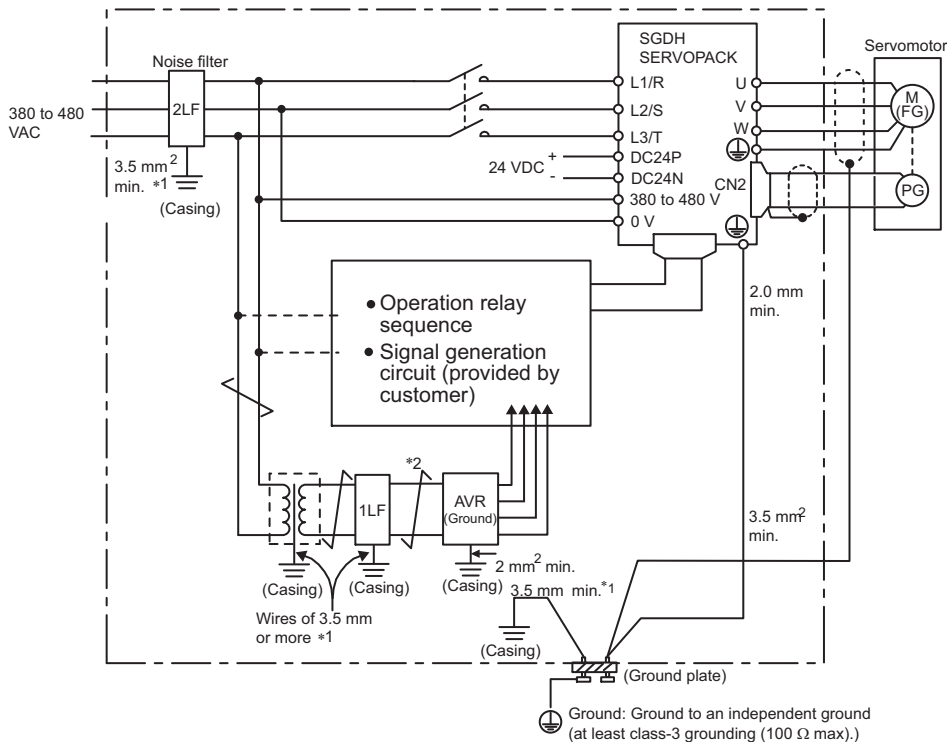 SGDH
SERVOPACK
Servomotor
Noise filter
2LF
380 to 480
VAC
3.5 mm2
min. *1
(Casing)
L1/R
L2/S
L3/T
+
24 VDC
-
DC24P
DC24N
380 to 480 V
0 V
U
V
W
CN2
M
(FG)
PG
2.0 mm
min.
● Operation relay
sequence
● Signal generation
circuit (provided by
customer)
*2
1LF
AVR
(Ground)
(Casing)
(Casing)
(Casing)
2 mm2 min.
3.5 mm min.*1
3.5 mm2
min.
Wires of 3.5 mm
or more *1
(Casing)
(Ground plate)
Ground: Ground to an independent ground
(at least class-3 grounding (100 Ω max).)